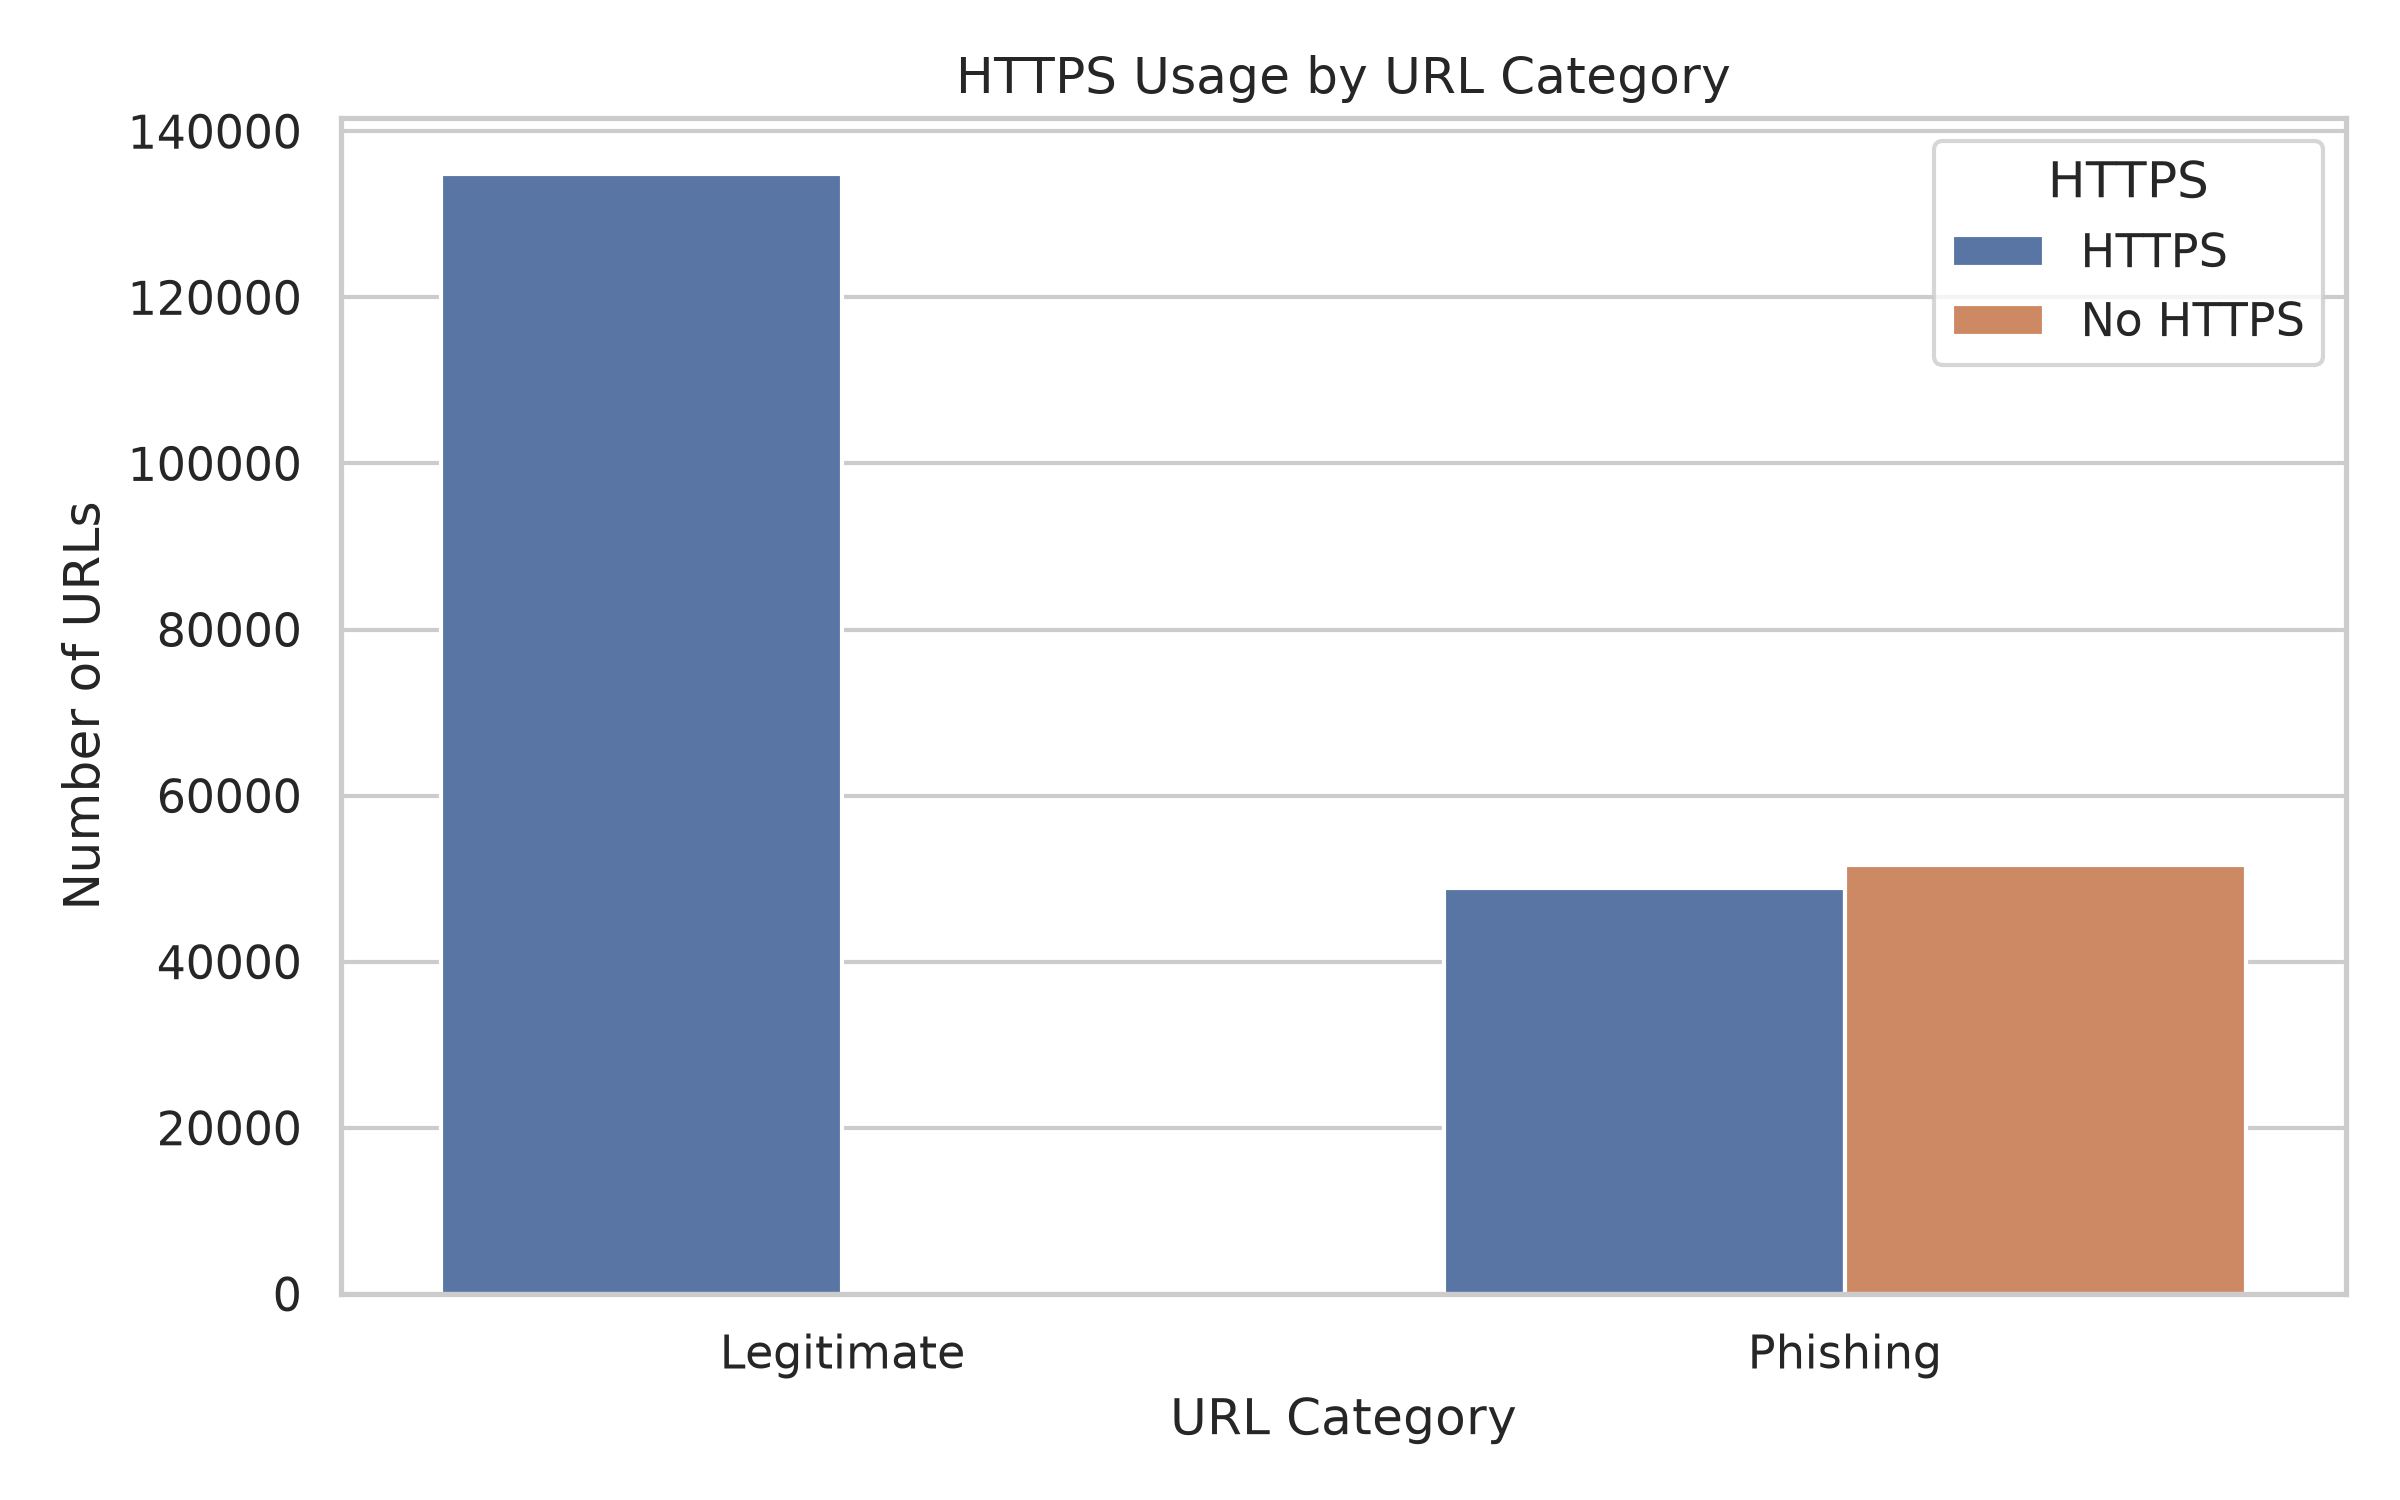 HTTPS Usage by URL Category
140000
120000
100000
80000
60000
40000
20000
0
Number of URLs
HTTPS
HTTPS
No HTTPS
Legitimate
Phishing
URL Category